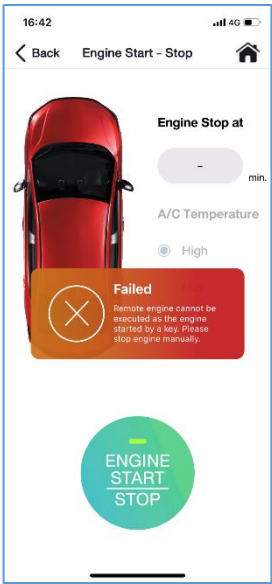 16:42
4G
Back
Engine Start – Stop
Engine Stop at
-
min.
A/C Temperature
High
Failed
Remote engine cannot be
executed as the engine
started by a key. Please
stop engine manually.
ENGINE
START
STOP